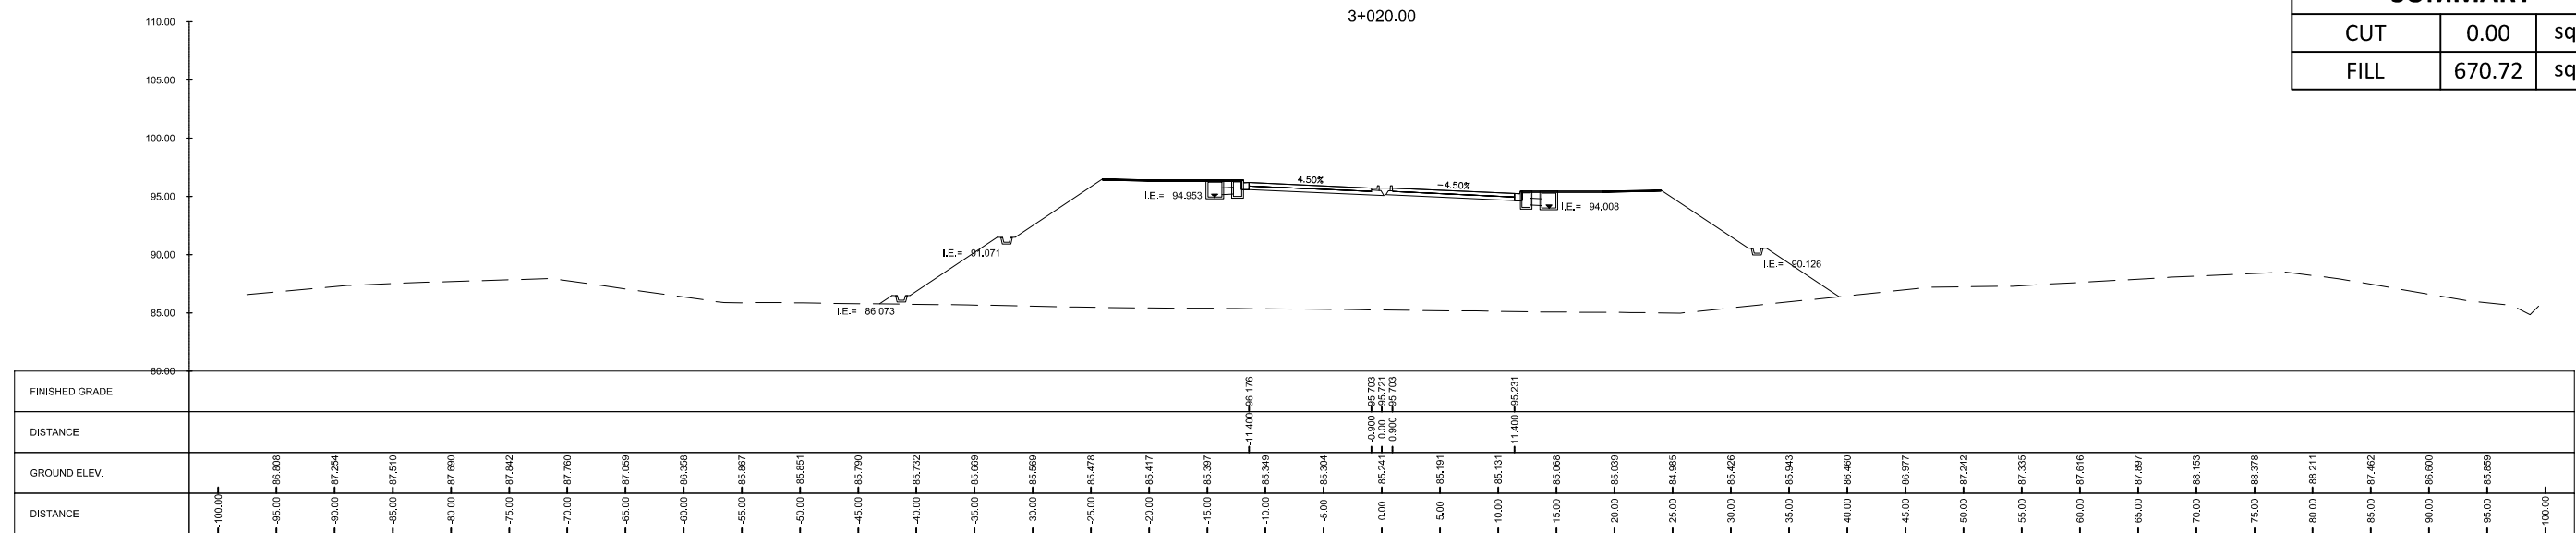 3+020.00
SUMMARY
CUT 0.00 sq
FILL 670.72 sq
110.00
105.00
100.00
95.00
90.00
85.00
80.00
4.50%
-4.50%
I.E.= 94.953
I.E.= 94.008
I.E.= 91.071
I.E.= 90.126
I.E.= 86.073
FINISHED GRADE 96.176 95.703 95.721 95.703 95.231
DISTANCE -11.400 -0.900 0.00 0.900 11.400
GROUND ELEV. 86.808 87.254 87.510 87.690 87.842 87.760 87.059 86.358 85.867 85.851 85.790 85.732 85.669 85.569 85.478 85.417 85.397 85.349 85.304 85.241 85.191 85.131 85.068 85.039 84.985 85.426 85.943 86.460 86.977 87.242 87.335 87.616 87.897 88.153 88.378 88.211 87.462 86.600 85.859
DISTANCE -100.00 -95.00 -90.00 -85.00 -80.00 -75.00 -70.00 -65.00 -60.00 -55.00 -50.00 -45.00 -40.00 -35.00 -30.00 -25.00 -20.00 -15.00 -10.00 -5.00 0.00 5.00 10.00 15.00 20.00 25.00 30.00 35.00 40.00 45.00 50.00 55.00 60.00 65.00 70.00 75.00 80.00 85.00 90.00 95.00 100.00